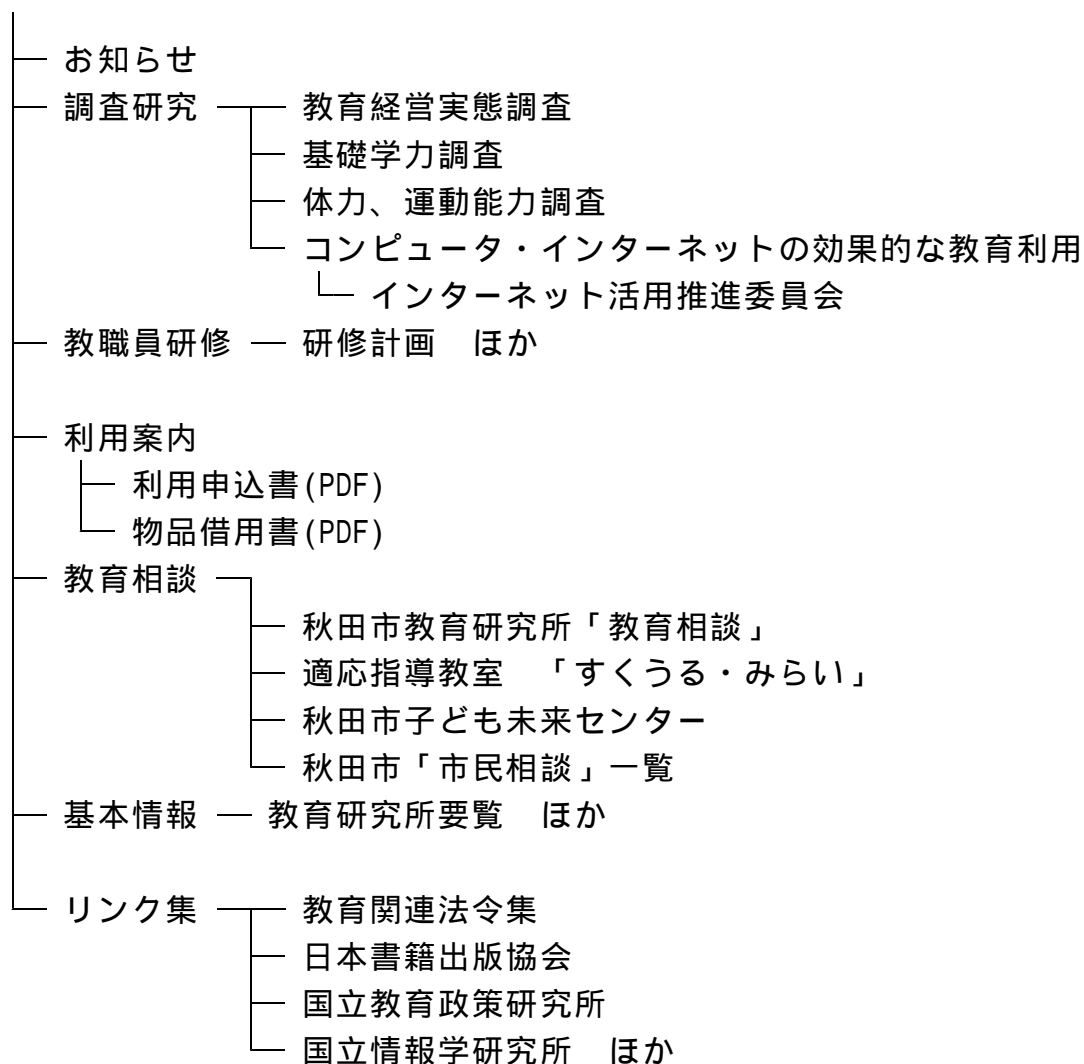 お知らせ
調査研究 教育経営実態調査
基礎学力調査
体力、運動能力調査
コンピュータ・インターネットの効果的な教育利用
インターネット活用推進委員会
教職員研修 研修計画　ほか
利用案内
利用申込書(PDF)
物品借用書(PDF)
教育相談
秋田市教育研究所「教育相談」
適応指導教室　「すくうる・みらい」
秋田市子ども未来センター
秋田市「市民相談」一覧
基本情報 教育研究所要覧　ほか
リンク集 教育関連法令集
日本書籍出版協会
国立教育政策研究所
国立情報学研究所　ほか